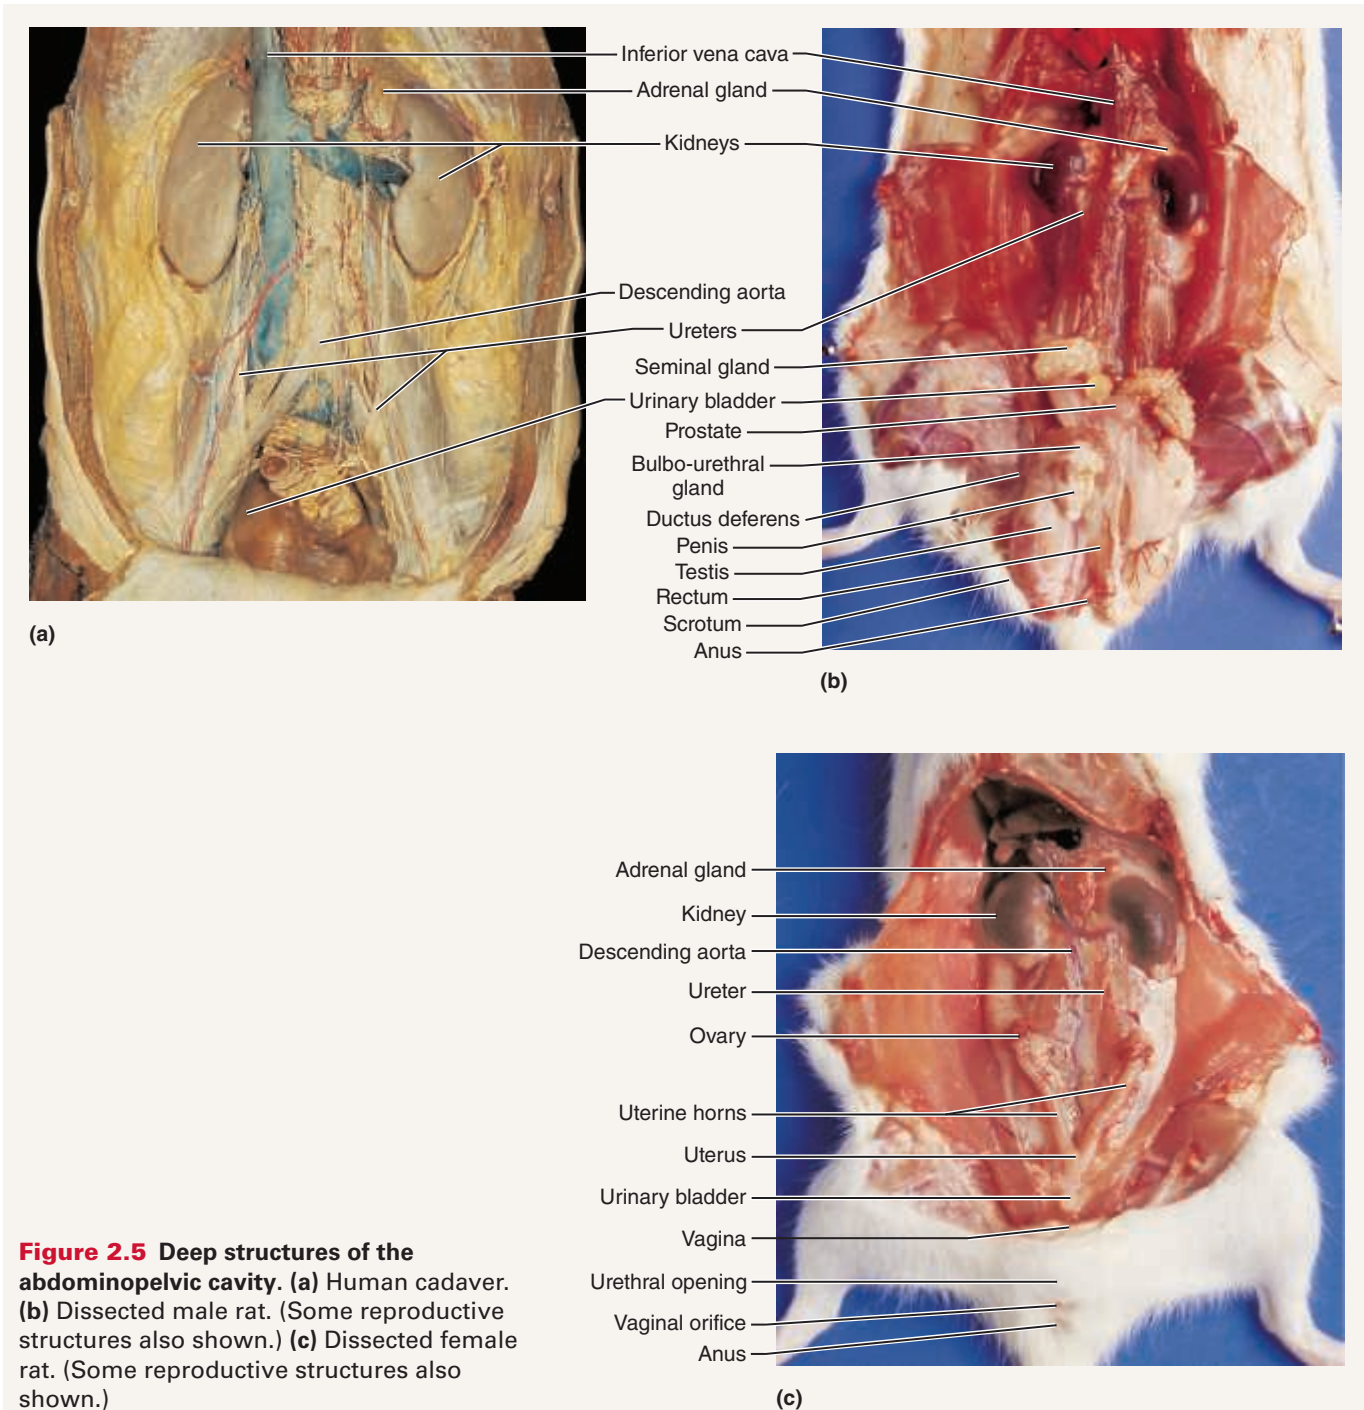 Inferior vena cava
Adrenal gland
Kidneys
Descending aorta
Ureters
Seminal gland
Urinary bladder
Prostate
Bulbo-urethral
gland
Ductus deferens
Penis
Testis
Rectum
Scrotum
Anus
(a)
(b)
Adrenal gland
Kidney
Descending aorta
Ureter
Ovary
Uterine horns
Uterus
Urinary bladder
Vagina
Urethral opening
Vaginal orifice
Anus
(c)
Figure 2.5 Deep structures of the
abdominopelvic cavity. (a) Human cadaver.
(b) Dissected male rat. (Some reproductive
structures also shown.) (c) Dissected female
rat. (Some reproductive structures also
shown.)